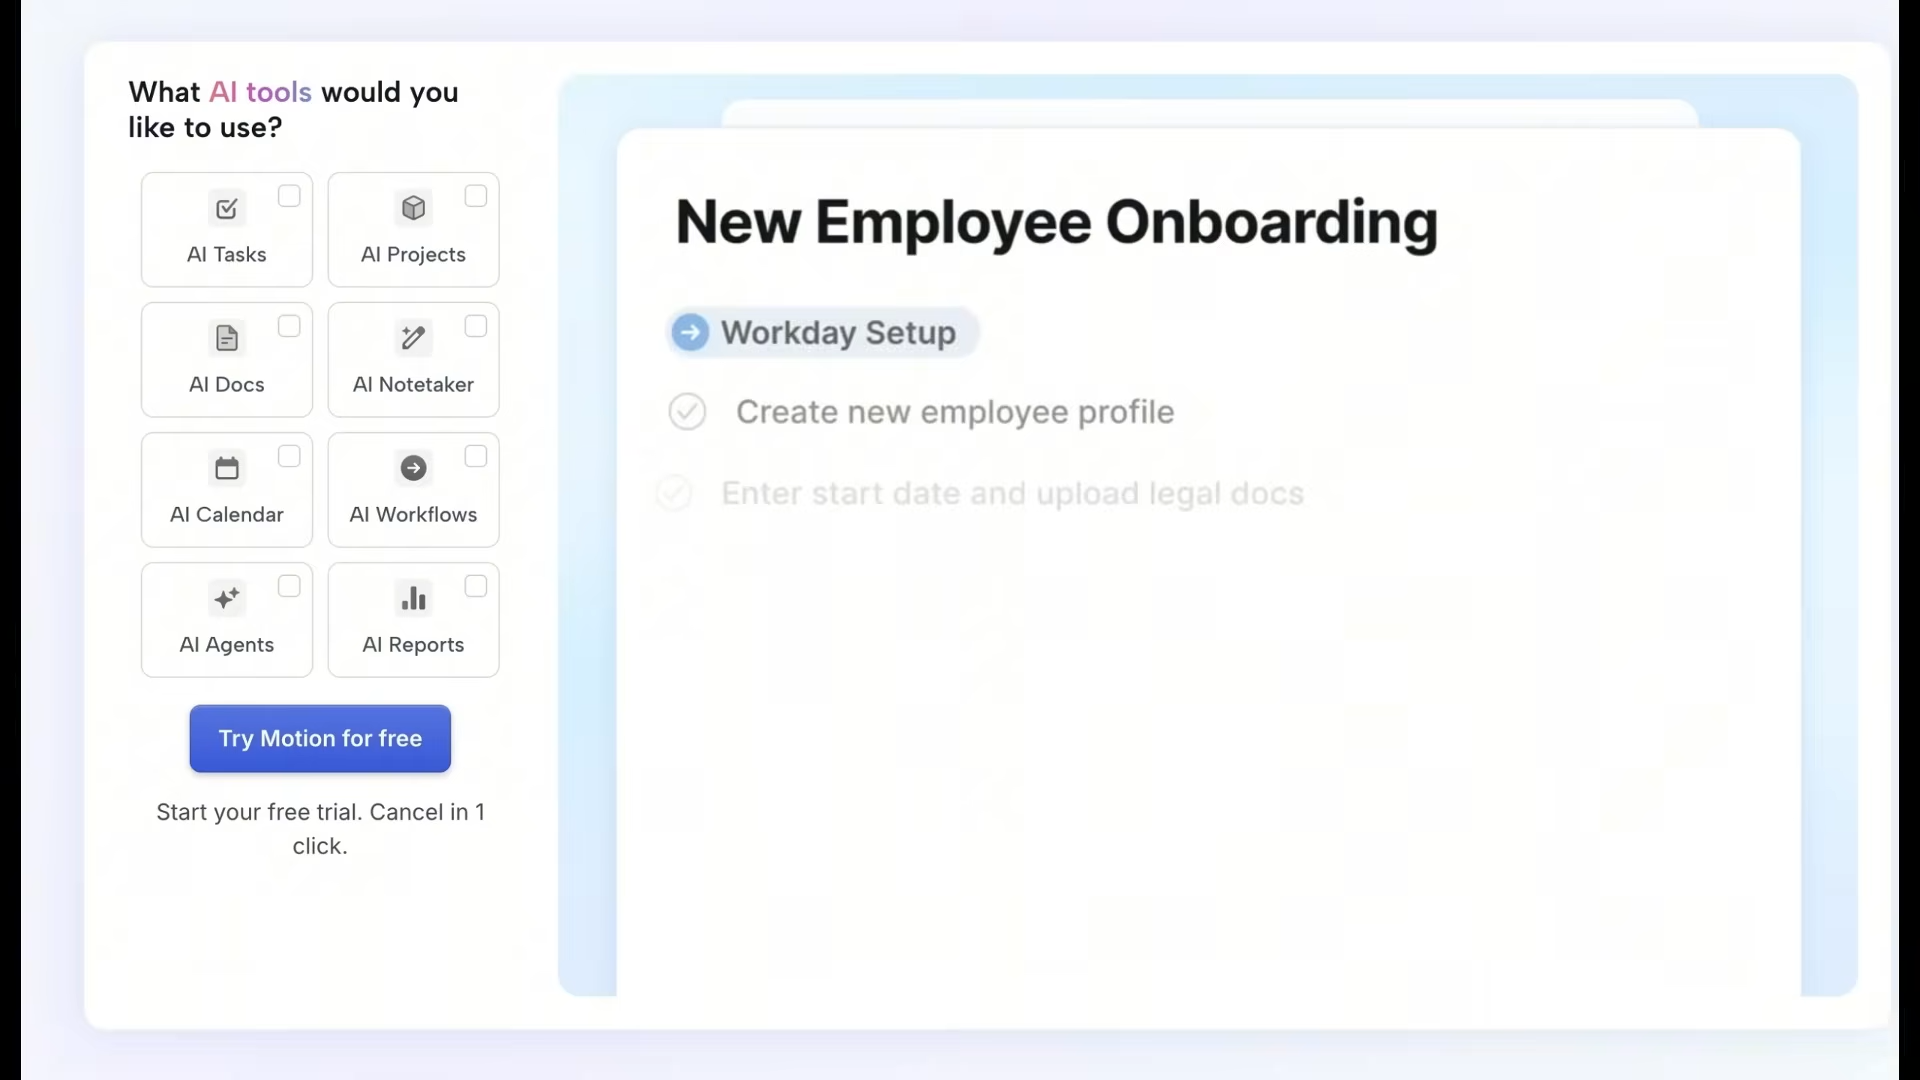 What AI tools would you
like to use?
AI Tasks
AI Projects
AI Docs
AI Notetaker
AI Calendar
AI Workflows
AI Agents
AI Reports
Try Motion for free
Start your free trial. Cancel in 1
click.
New Employee Onboarding
Workday Setup
Create new employee profile
Enter start date and upload legal docs